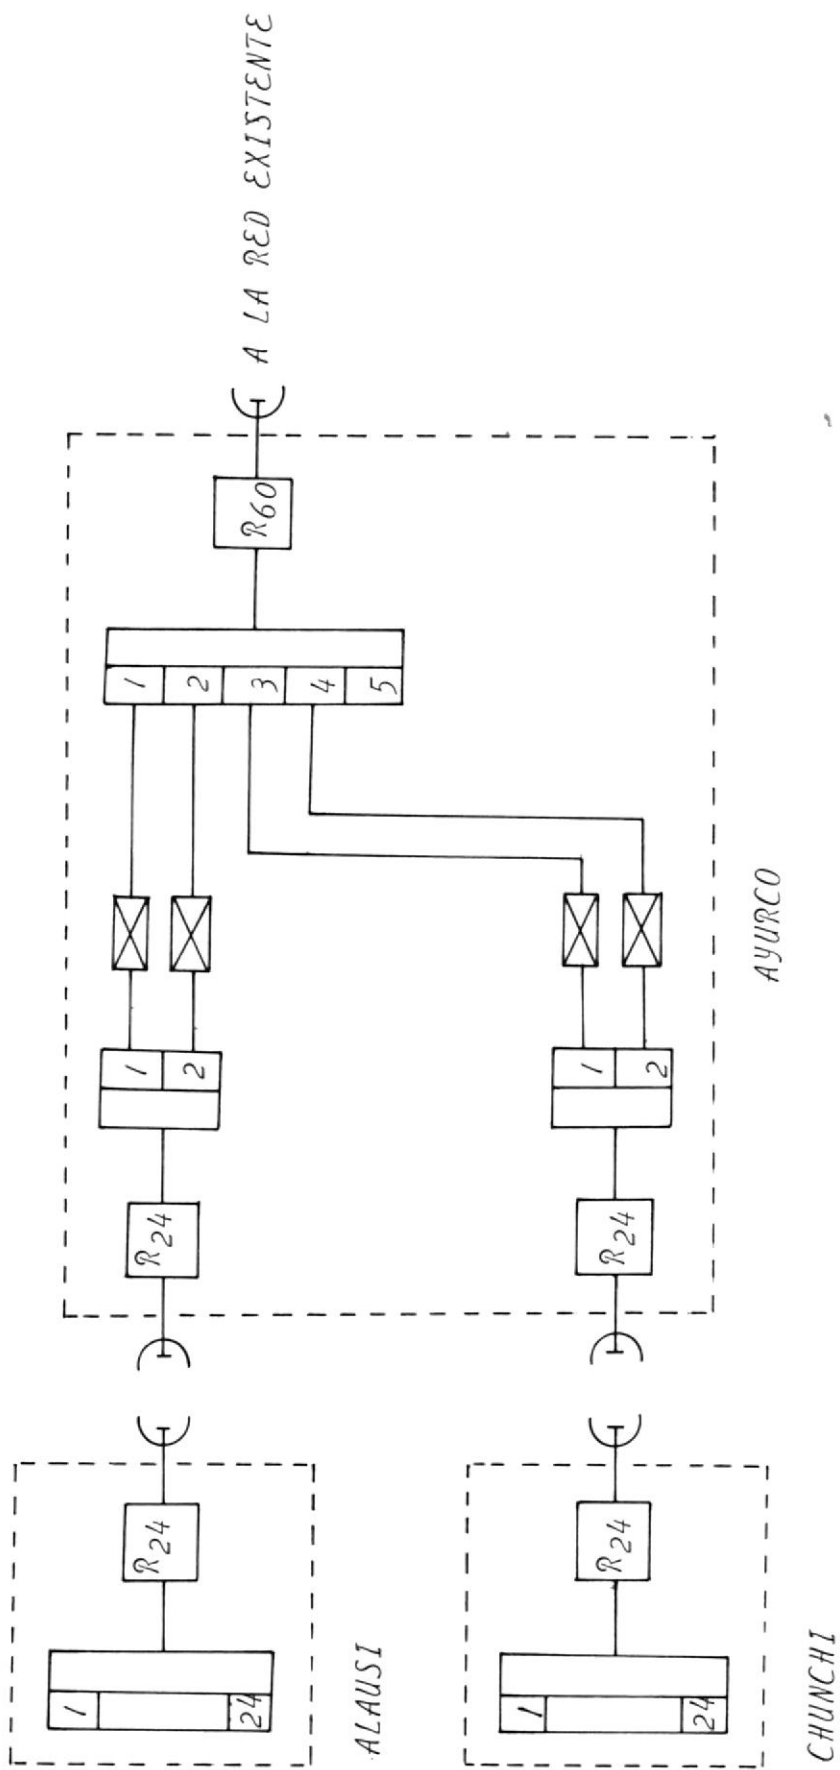 A LA RED EXISTENTE
R60
1
2
3
4
5
1
2
R24
1
2
R24
AYURCO
R24
1
24
ALAUSI
R24
1
24
CHUNCHI